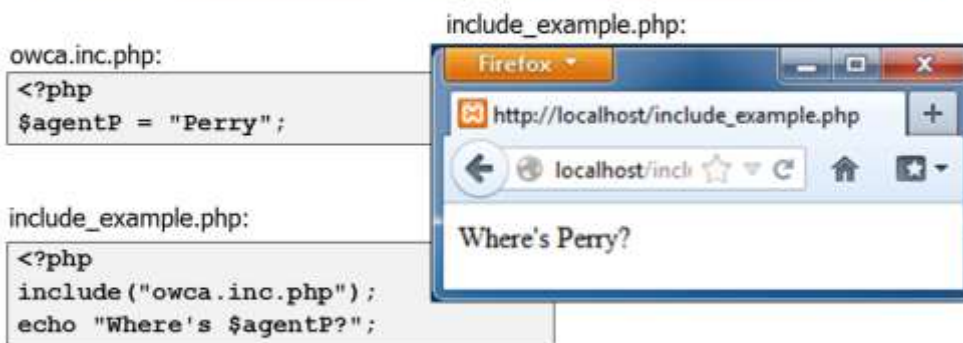 owca.inc.php:
<?php
$agentP = "Perry";
include_example.php:
<?php
include("owca.inc.php");
echo "Where's $agentP?";
include_example.php:
Firefox
http://localhost/include_example.php
localhost/incl
Where's Perry?